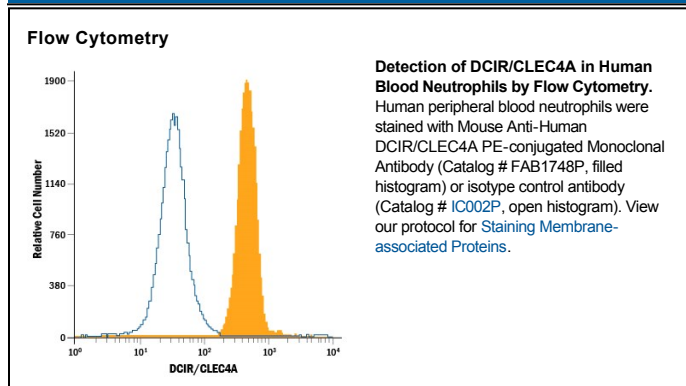 Flow Cytometry
1900
1520
1140
760
380
0
Relative Cell Number
10⁰ 10¹ 10² 10³ 10⁴
DCIR/CLEC4A
Detection of DCIR/CLEC4A in Human
Blood Neutrophils by Flow Cytometry.
Human peripheral blood neutrophils were
stained with Mouse Anti-Human
DCIR/CLEC4A PE-conjugated Monoclonal
Antibody (Catalog # FAB1748P, filled
histogram) or isotype control antibody
(Catalog # IC002P, open histogram). View
our protocol for Staining Membrane-
associated Proteins.